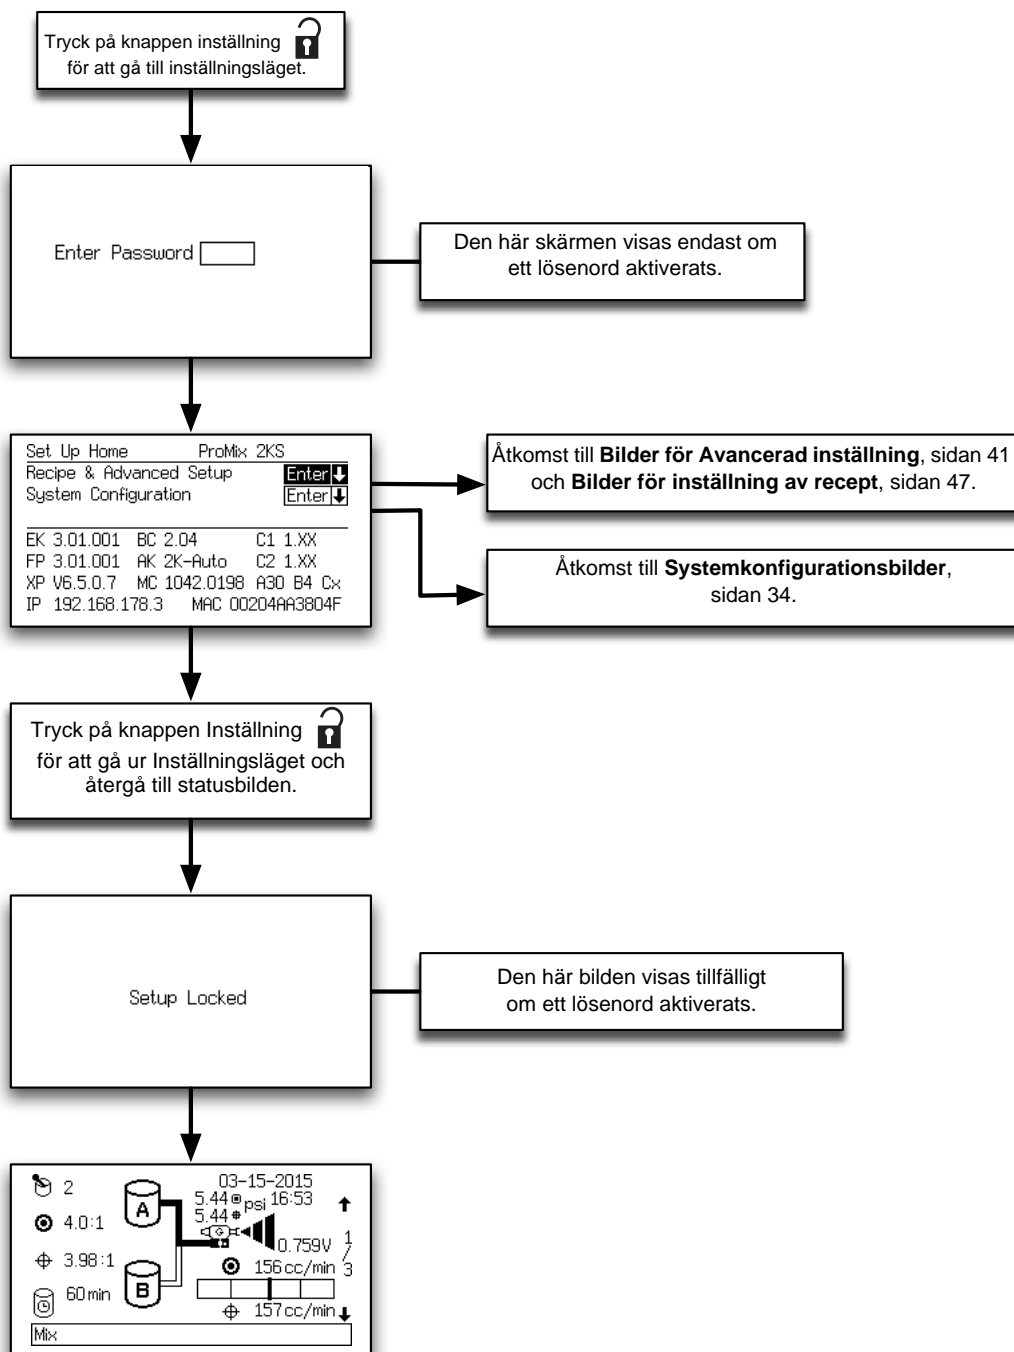 Tryck på knappen inställning
för att gå till inställningsläget.
Enter Password
Den här skärmen visas endast om
ett lösenord aktiverats.
Set Up Home ProMix 2KS
Recipe & Advanced Setup Enter
System Configuration Enter
EK 3.01.001 BC 2.04 C1 1.XX
FP 3.01.001 AK 2K-Auto C2 1.XX
XP V6.5.0.7 MC 1042.0198 A30 B4 Cx
IP 192.168.178.3 MAC 00204AA3804F
Åtkomst till Bilder för Avancerad inställning, sidan 41
och Bilder för inställning av recept, sidan 47.
Åtkomst till Systemkonfigurationsbilder,
sidan 34.
Tryck på knappen Inställning
för att gå ur Inställningsläget och
återgå till statusbilden.
Setup Locked
Den här bilden visas tillfälligt
om ett lösenord aktiverats.
03-15-2015
2 A 5.44 psi 16:53
5.44
4.0:1 G
0.759V 1
/
3
3.98:1 156cc/min
60min B
157cc/min
Mix